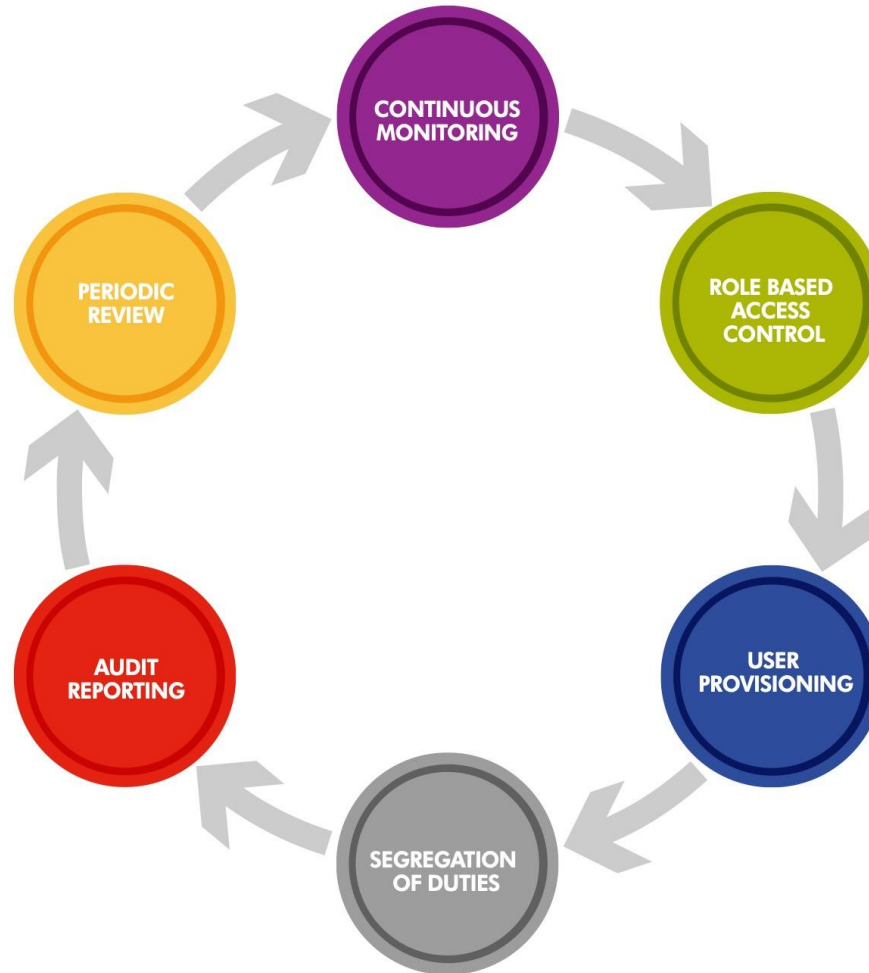 CONTINUOUS
MONITORING
ROLE BASED
ACCESS
CONTROL
USER
PROVISIONING
SEGREGATION
OF DUTIES
AUDIT
REPORTING
PERIODIC
REVIEW